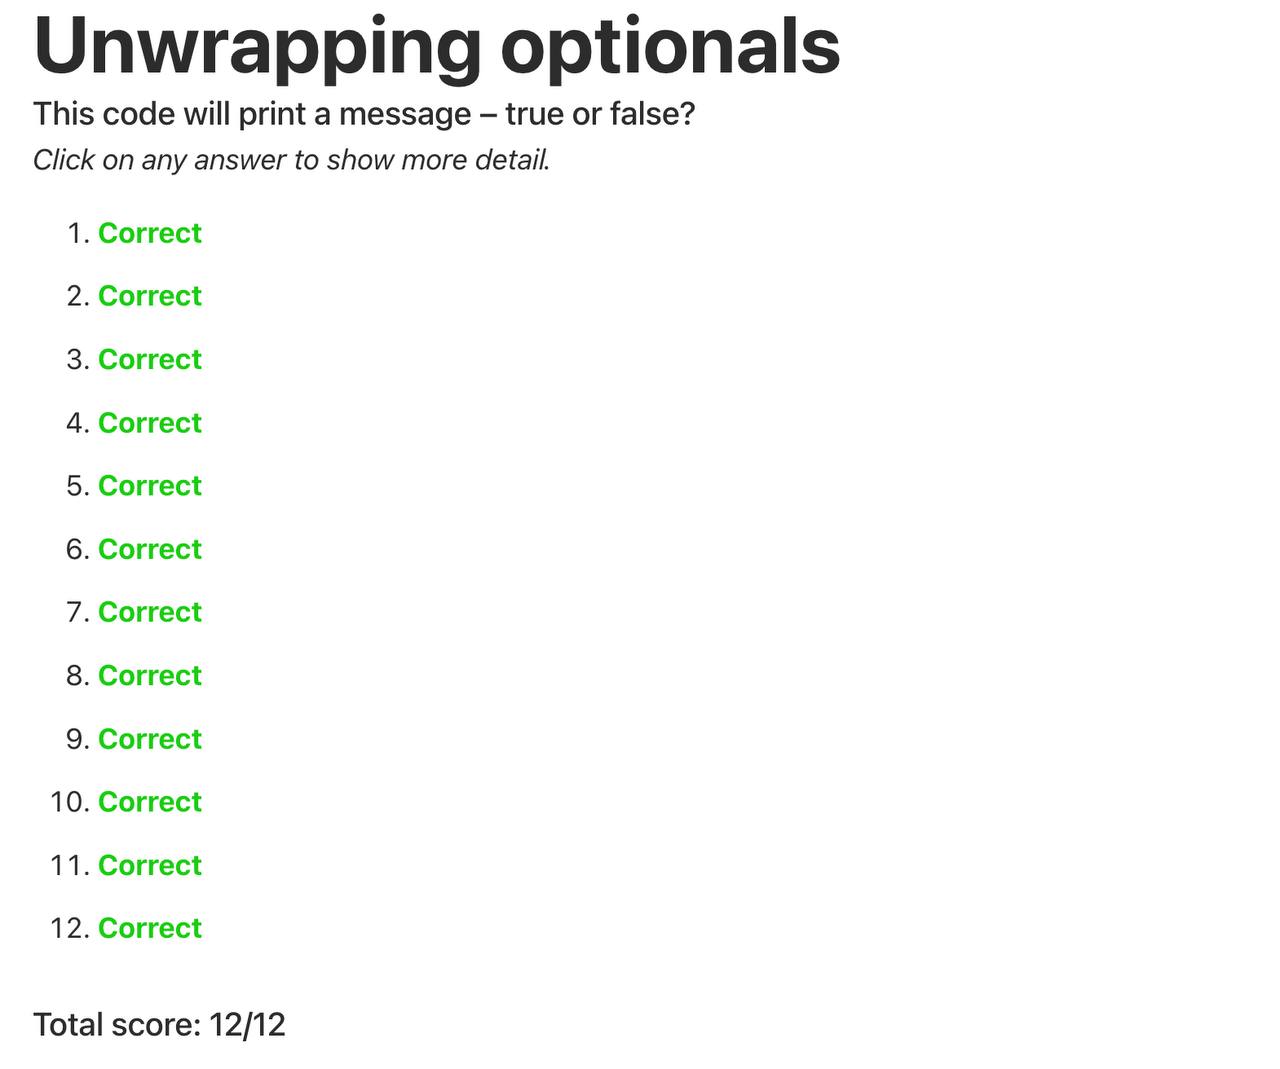 Unwrapping optionals
This code will print a message – true or false?
Click on any answer to show more detail.
1. Correct
2. Correct
3. Correct
4. Correct
5. Correct
6. Correct
7. Correct
8. Correct
9. Correct
10. Correct
11. Correct
12. Correct
Total score: 12/12